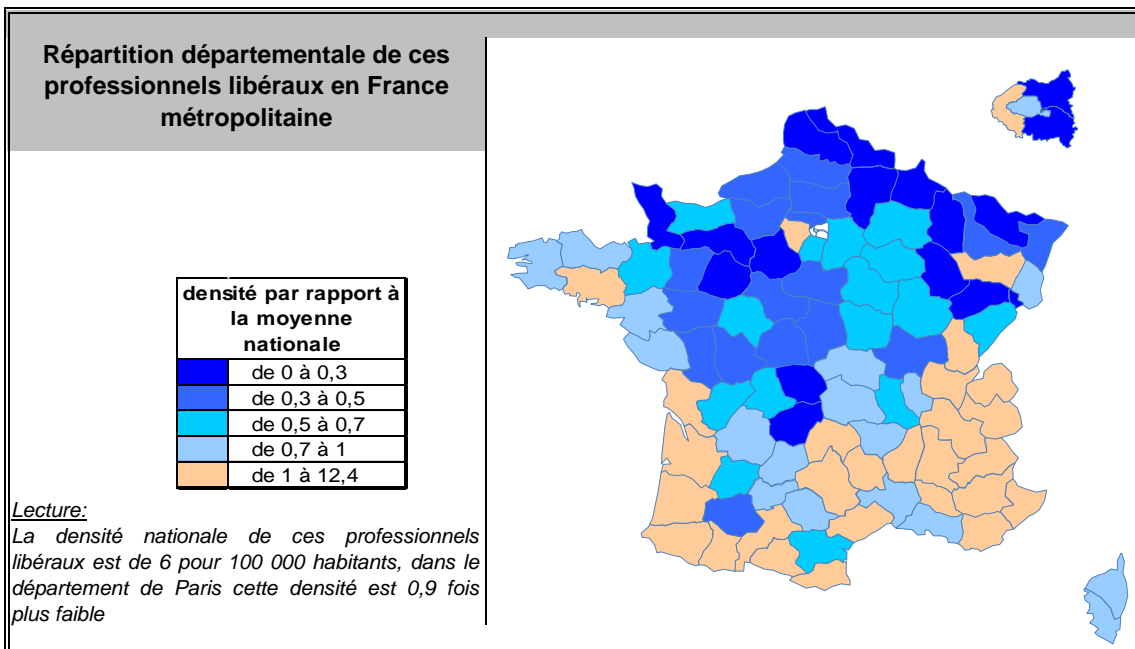 Répartition départementale de ces
professionnels libéraux en France
métropolitaine
densité par rapport à
la moyenne
nationale
de 0 à 0,3
de 0,3 à 0,5
de 0,5 à 0,7
de 0,7 à 1
de 1 à 12,4
Lecture:
La densité nationale de ces professionnels
libéraux est de 6 pour 100 000 habitants, dans le
département de Paris cette densité est 0,9 fois
plus faible